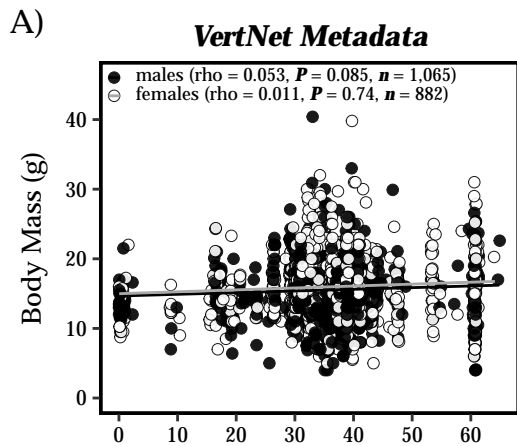 A)
VertNet Metadata
males (rho = 0.053, P = 0.085, n = 1,065)
females (rho = 0.011, P = 0.74, n = 882)
Body Mass (g)
40
30
20
10
0
0 10 20 30 40 50 60